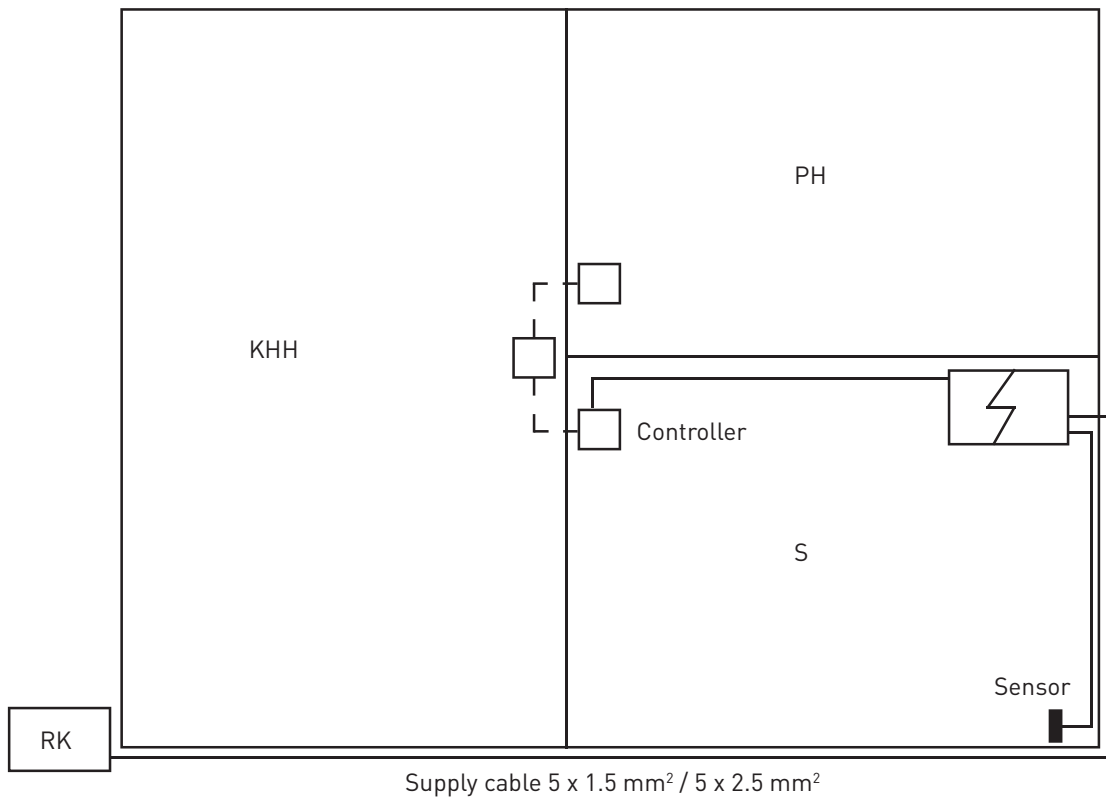 PH
KHH
Controller
S
Sensor
RK
Supply cable 5 x 1.5 mm² / 5 x 2.5 mm²